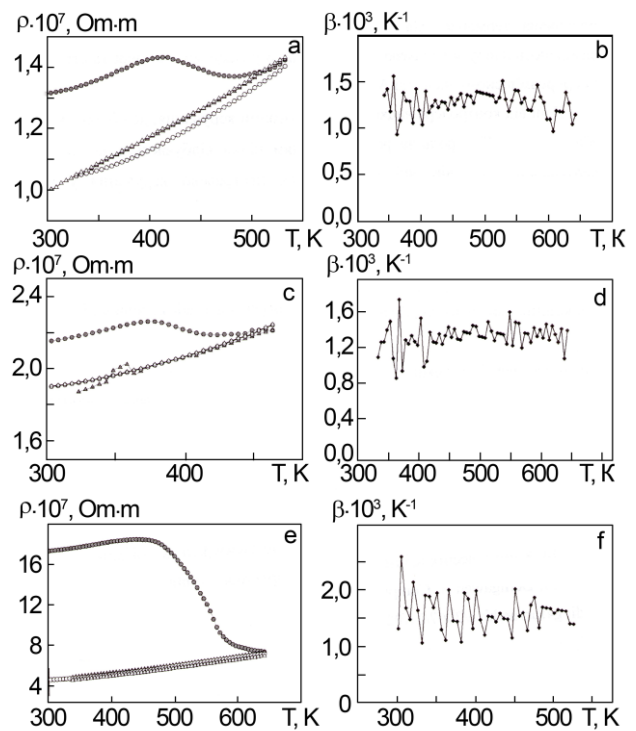 ρ·10⁷, Om·m
a
1,4
1,2
1,0
300 400 500 T, K
β·10³, K⁻¹
b
1,5
1,0
0,5
0,0
300 400 500 600 T, K
ρ·10⁷, Om·m
c
2,4
2,0
1,6
300 400 T, K
β·10³, K⁻¹
d
1,6
1,2
0,8
0,4
0,0
300 400 500 600 T, K
ρ·10⁷, Om·m
e
16
12
8
4
300 400 500 600 T, K
β·10³, K⁻¹
f
2,0
1,0
0
300 400 500 T, K